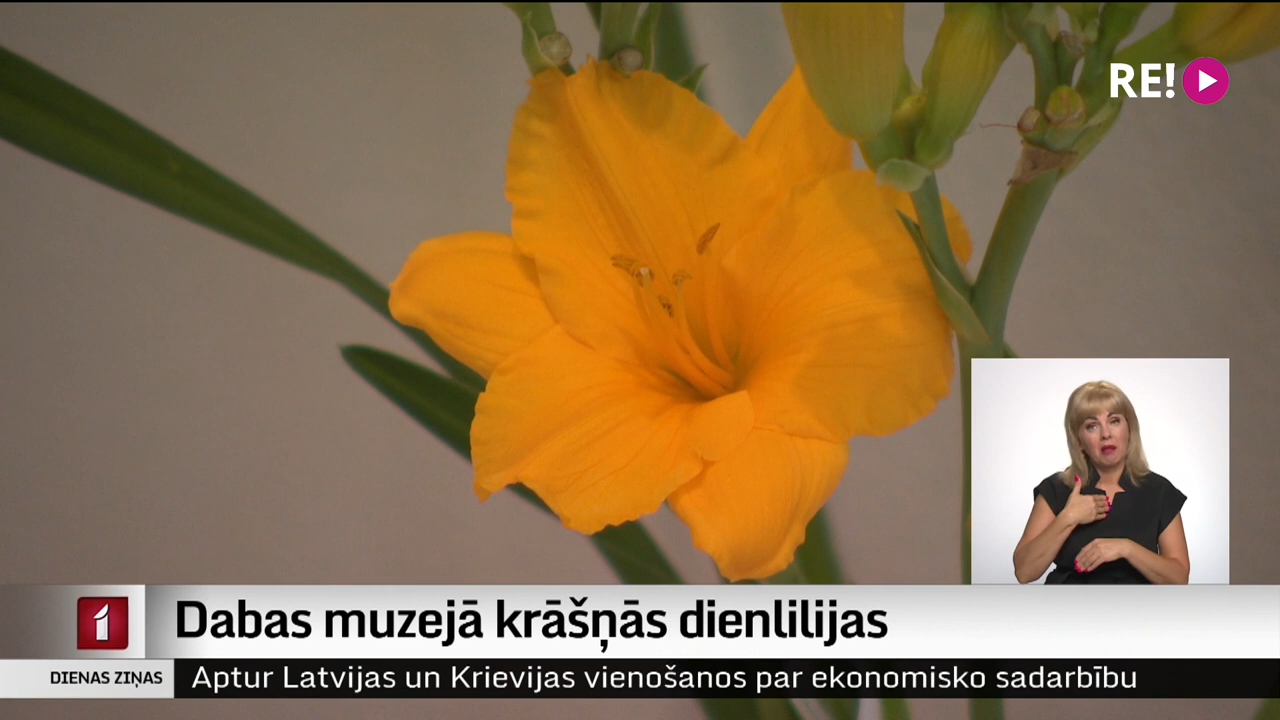 RE!
1
Dabas muzejā krāšņās dienlilijas
DIENAS ZIŅAS
Aptur Latvijas un Krievijas vienošanos par ekonomisko sadarbību